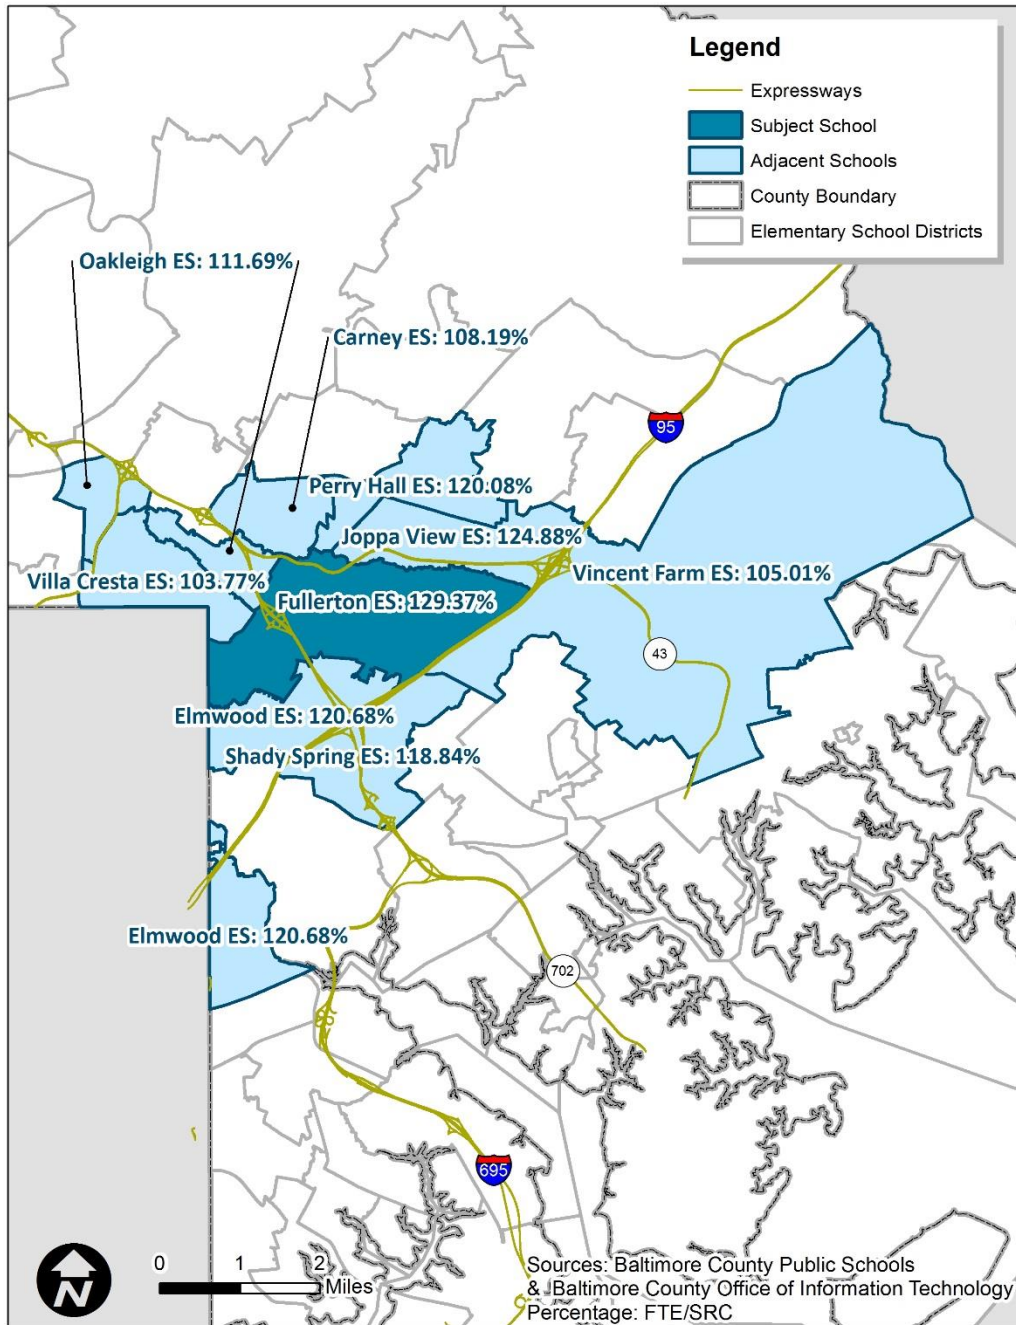 Legend
Expressways
Subject School
Adjacent Schools
County Boundary
Elementary School Districts
Oakleigh ES: 111.69%
Carney ES: 108.19%
95
Perry Hall ES: 120.08%
Joppa View ES: 124.88%
Villa Cresta ES: 103.77%
Vincent Farm ES: 105.01%
Fullerton ES: 129.37%
43
Elmwood ES: 120.68%
Shady Spring ES: 118.84%
Elmwood ES: 120.68%
702
695
N
0 1 2
Miles
Sources: Baltimore County Public Schools
& Baltimore County Office of Information Technology
Percentage: FTE/SRC